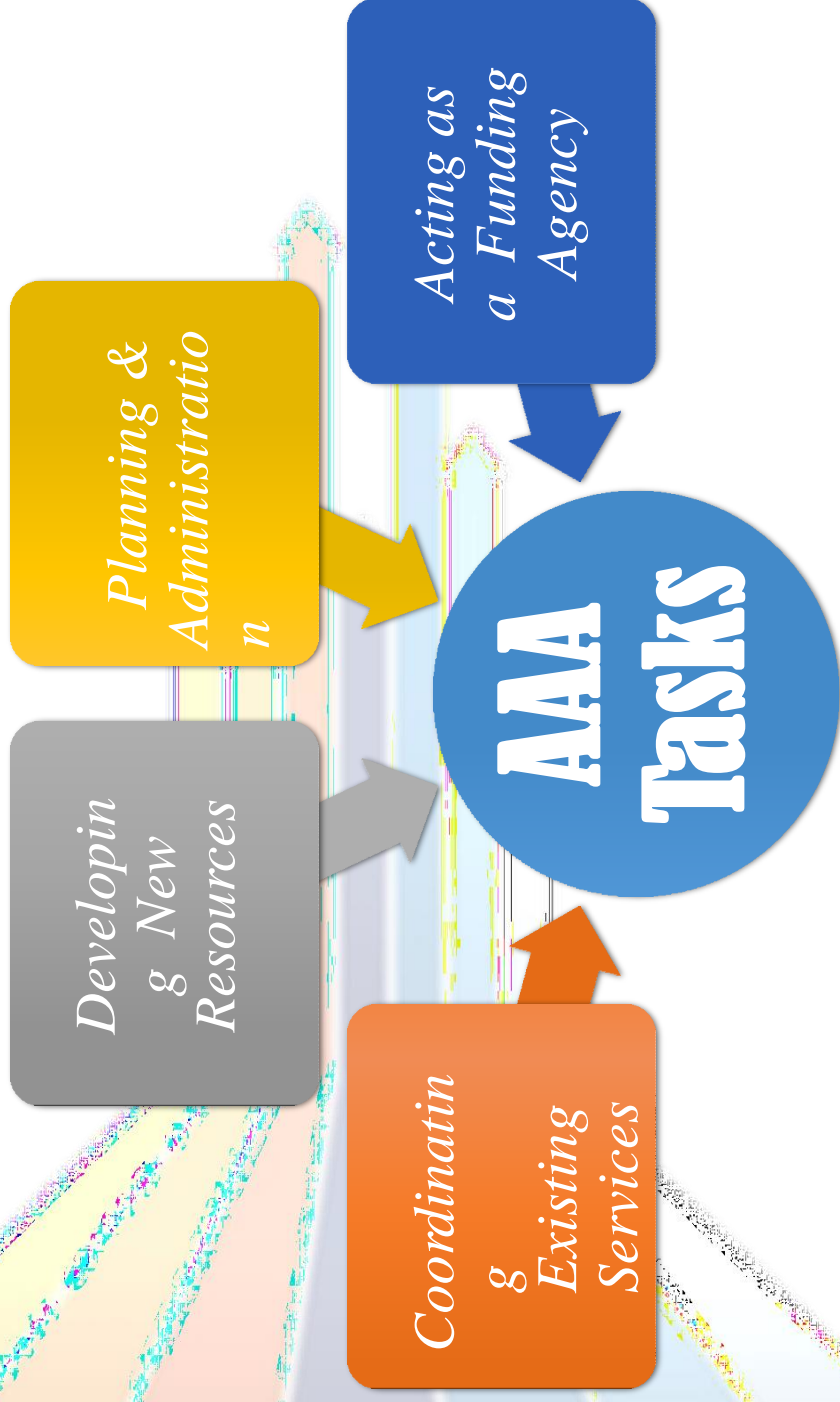 Coordinatin
g
Existing
Services
Developin
g New
Resources
Planning &
Administratio
n
Acting as
a Funding
Agency
AAA
Tasks